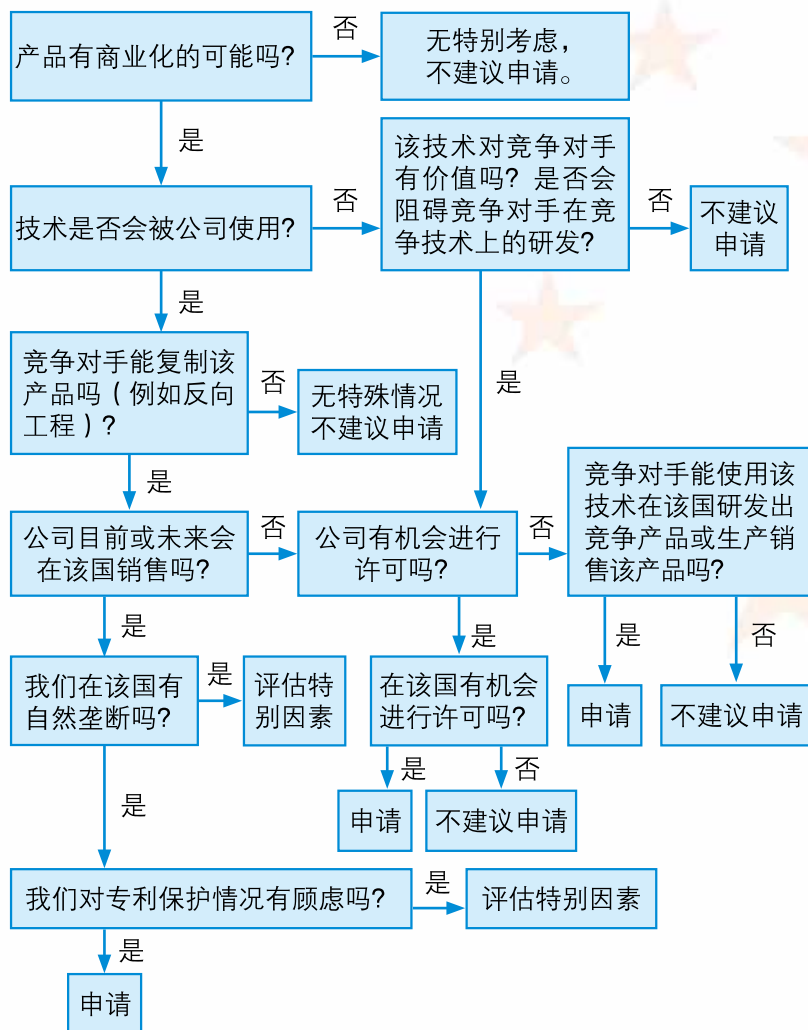 产品有商业化的可能吗?
否
无特别考虑，
不建议申请。
是
技术是否会被公司使用?
否
该技术对竞争对手
有价值吗？是否会
阻碍竞争对手在竞
争技术上的研发?
否
不建议
申请
是
竞争对手能复制该
产品吗（例如反向
工程）?
否
无特殊情况
不建议申请
是
是
公司目前或未来会
在该国销售吗?
否
公司有机会进行
许可吗?
否
竞争对手能使用该
技术在该国研发出
竞争产品或生产销
售该产品吗?
是
是
是
否
我们在该国有
自然垄断吗?
是
评估特
别因素
在该国有机会
进行许可吗?
申请
不建议申请
是
是
否
申请
不建议申请
我们对专利保护情况有顾虑吗?
是
评估特别因素
是
申请